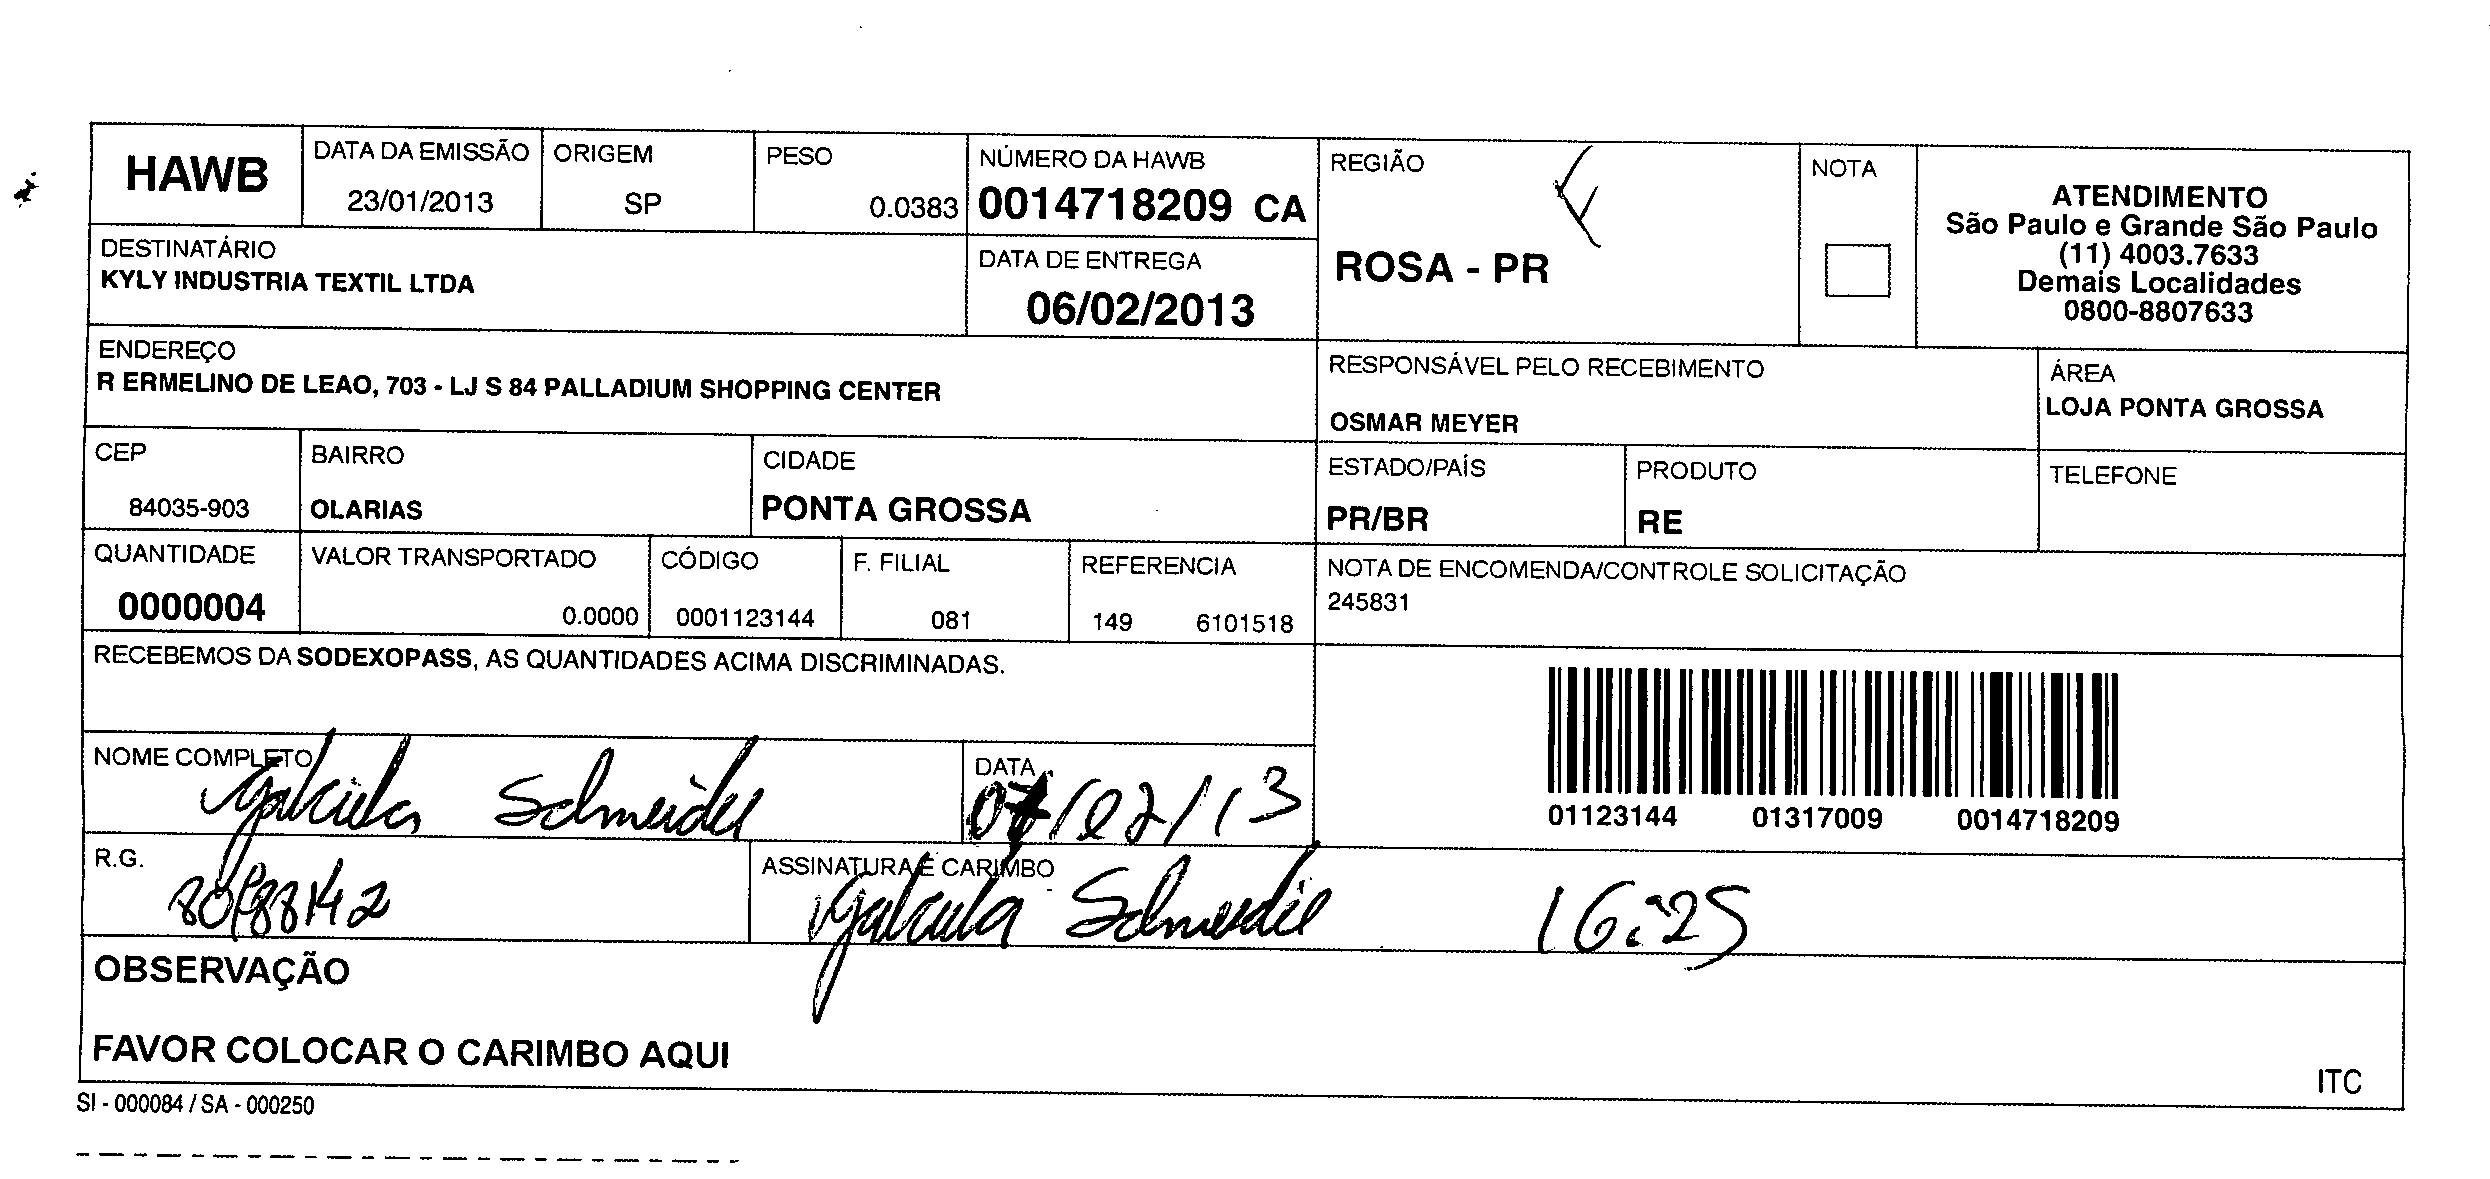 HAWB
DATA DA EMISSÃO
23/01/2013
ORIGEM
SP
PESO
0.0383
NÚMERO DA HAWB
0014718209 CA
REGIÃO
ROSA - PR
NOTA
ATENDIMENTO
São Paulo e Grande São Paulo
(11) 4003.7633
Demais Localidades
0800-8807633
DESTINATÁRIO
KYLY INDUSTRIA TEXTIL LTDA
DATA DE ENTREGA
06/02/2013
ENDEREÇO
R ERMELINO DE LEAO, 703 - LJ S 84 PALLADIUM SHOPPING CENTER
RESPONSÁVEL PELO RECEBIMENTO
OSMAR MEYER
ÁREA
LOJA PONTA GROSSA
CEP
84035-903
BAIRRO
OLARIAS
CIDADE
PONTA GROSSA
ESTADO/PAÍS
PR/BR
PRODUTO
RE
TELEFONE
QUANTIDADE
0000004
VALOR TRANSPORTADO
0.0000
CÓDIGO
0001123144
F. FILIAL
081
REFERENCIA
149 6101518
NOTA DE ENCOMENDA/CONTROLE SOLICITAÇÃO
245831
RECEBEMOS DA SODEXOPASS, AS QUANTIDADES ACIMA DISCRIMINADAS.
01123144 01317009 0014718209
NOME COMPLETO
Schmeidel
DATA
07/02/13
R.G.
ASSINATURA E CARIMBO
16:25
OBSERVAÇÃO
FAVOR COLOCAR O CARIMBO AQUI
ITC
SI - 000084 / SA - 000250